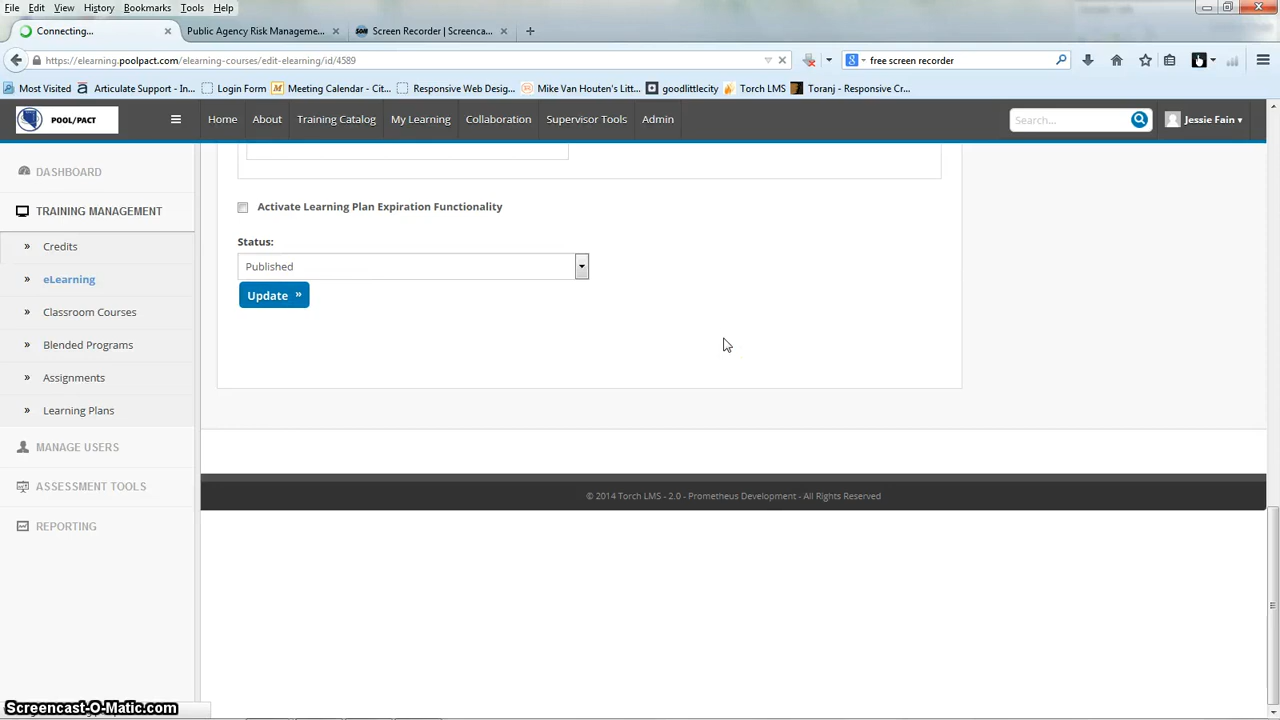 File Edit View History Bookmarks Tools Help
Connecting... × Public Agency Risk Manageme... × Screen Recorder | Screenca... × +
https://elearning.poolpact.com/elearning-courses/edit-elearning/id/4589 free screen recorder
Most Visited Articulate Support - In... Login Form Meeting Calendar - Cit... Responsive Web Desig... Mike Van Houten's Litt... goodlittlecity Torch LMS Toranj - Responsive Cr...
POOL/PACT Home About Training Catalog My Learning Collaboration Supervisor Tools Admin Search... Jessie Fain ▾
DASHBOARD
TRAINING MANAGEMENT
» Credits
» eLearning
» Classroom Courses
» Blended Programs
» Assignments
» Learning Plans
MANAGE USERS
ASSESSMENT TOOLS
REPORTING
Activate Learning Plan Expiration Functionality
Status:
Published
Update »
© 2014 Torch LMS - 2.0 - Prometheus Development - All Rights Reserved
Screencast-O-Matic.com